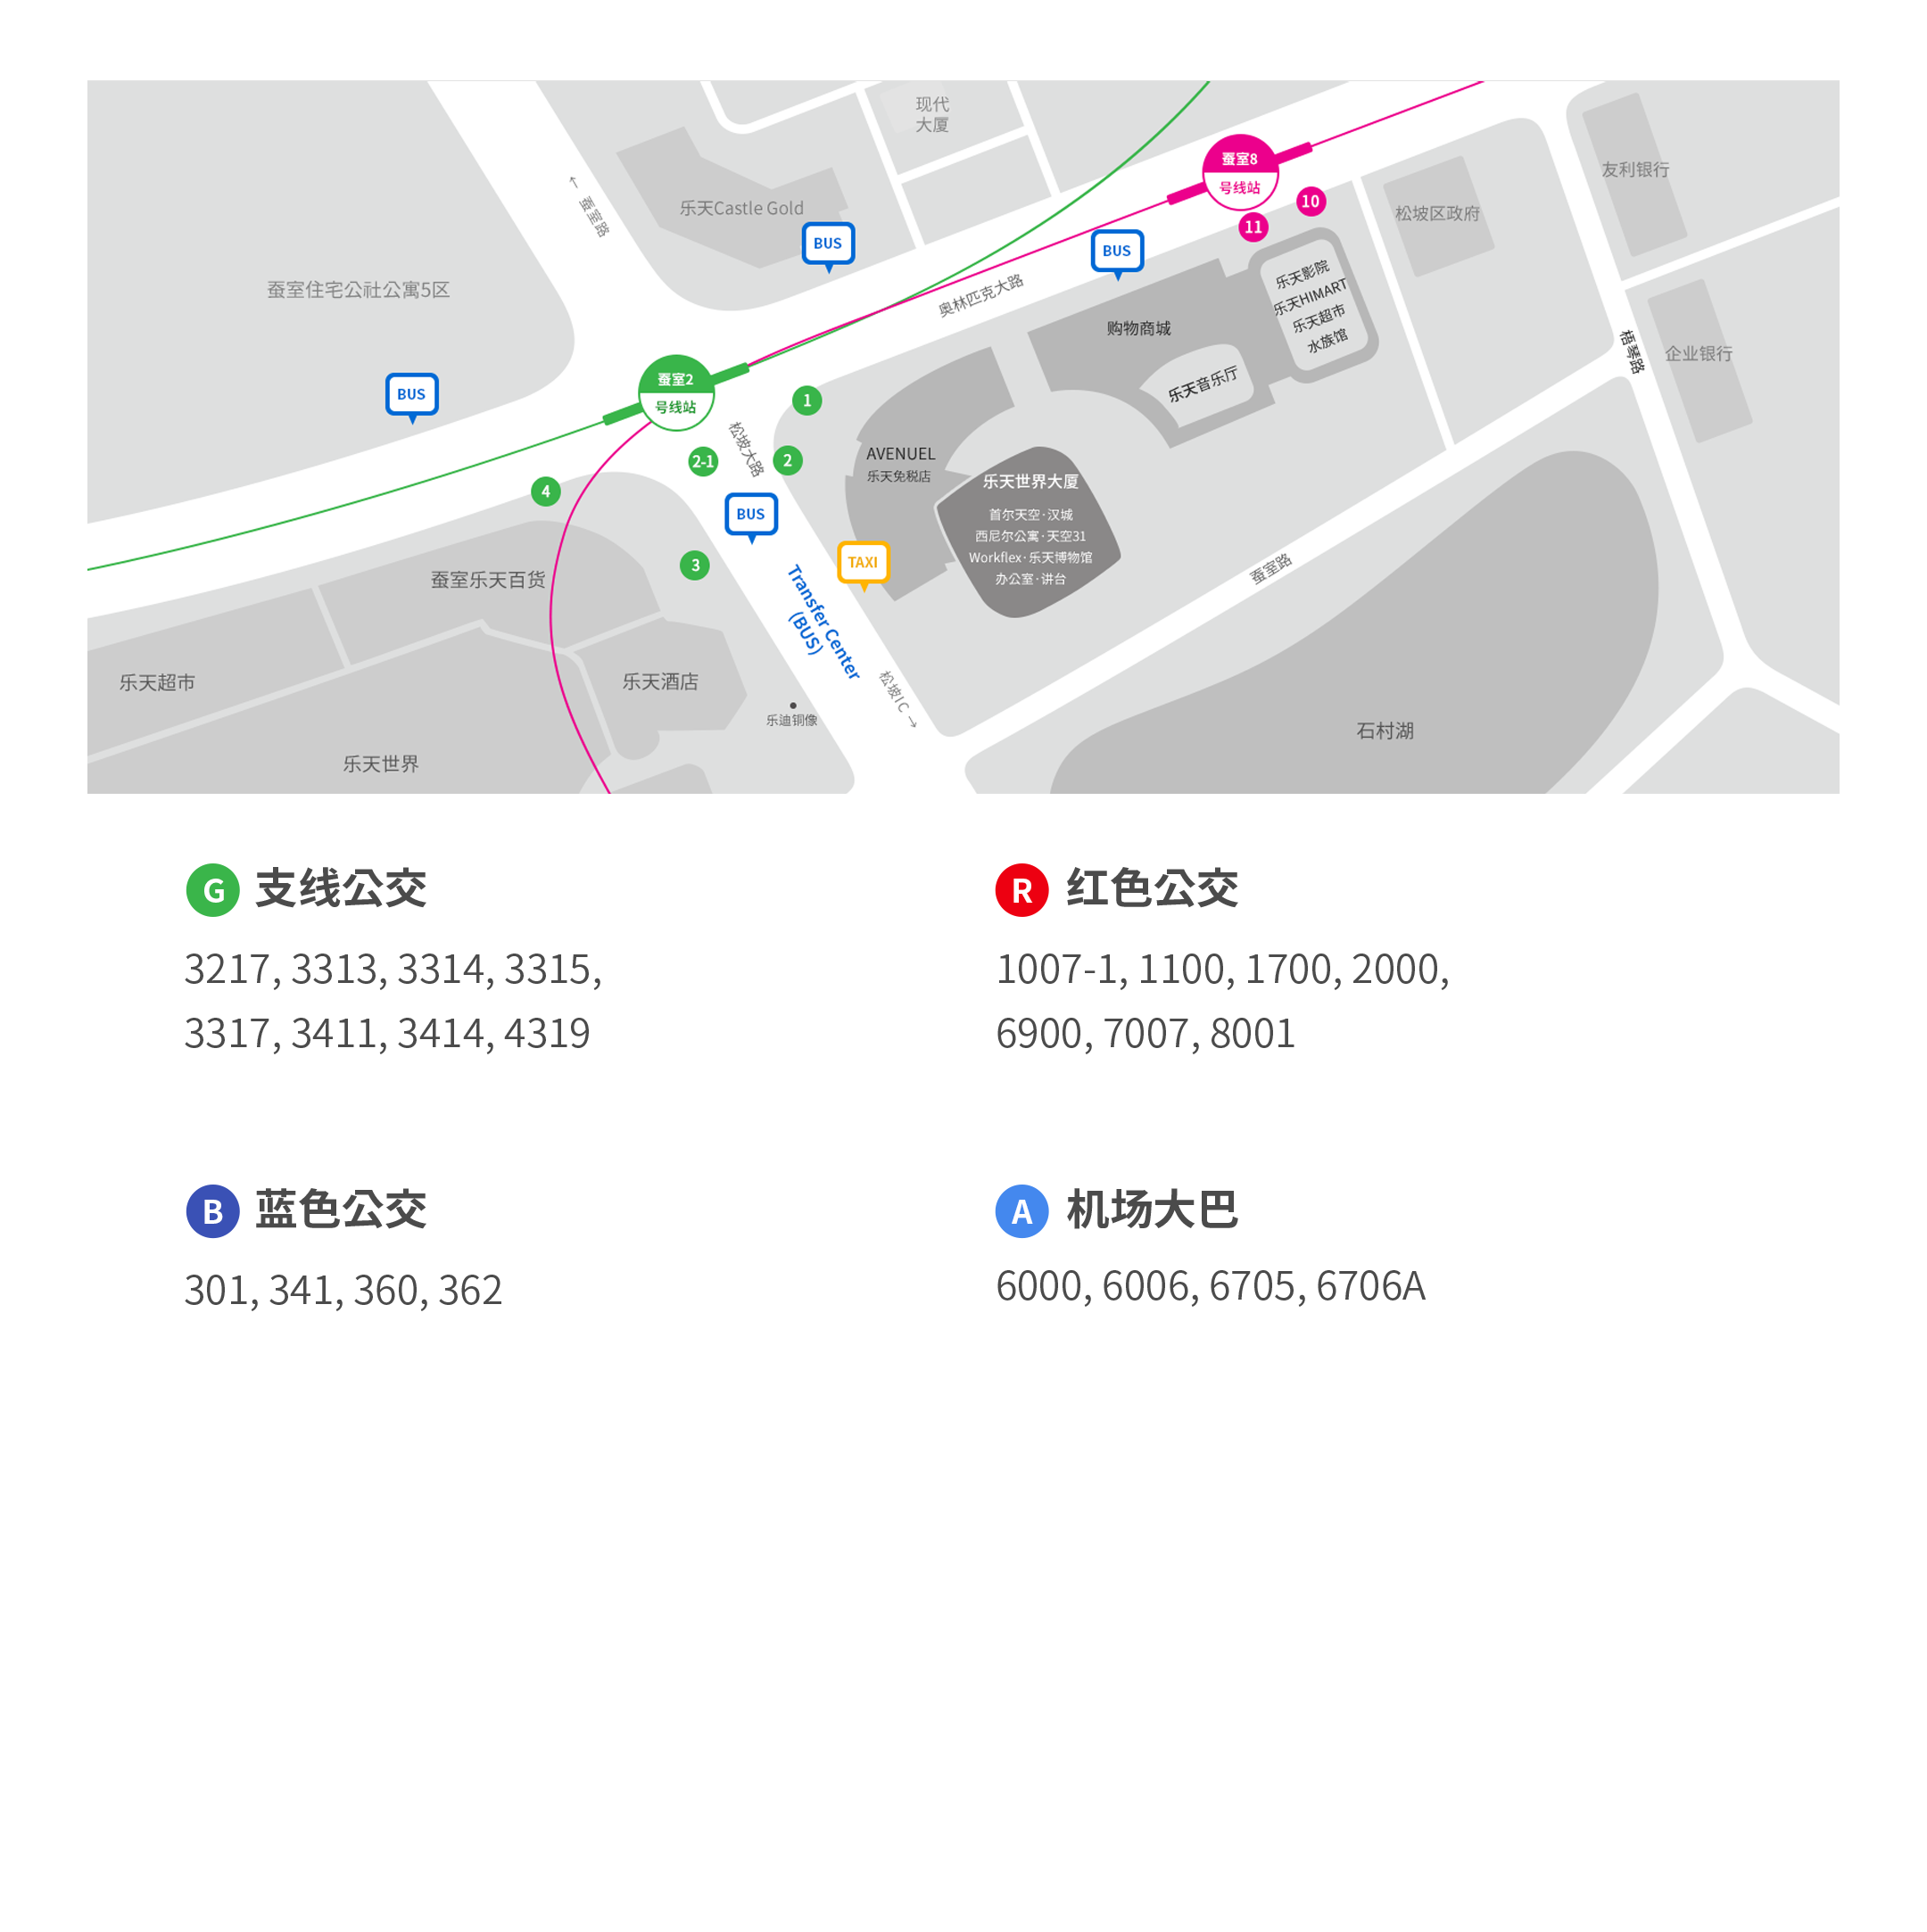 现代
大厦
蚕室8
号线站
友利银行
← 蚕室路
乐天Castle Gold
10
松坡区政府
11
BUS
BUS
乐天影院
乐天HIMART
乐天超市
水族馆
蚕室住宅公社公寓5区
奥林匹克大路
购物商城
梧琴路
企业银行
蚕室2
号线站
乐天音乐厅
BUS
1
松坡大路
2-1
2
AVENUEL
乐天免税店
4
乐天世界大厦
首尔天空·汉城
西尼尔公寓·天空31
Workflex·乐天博物馆
办公室·讲台
BUS
3
TAXI
蚕室路
蚕室乐天百货
Transfer Center
(BUS)
乐天超市
乐天酒店
松坡IC →
乐迪铜像
石村湖
乐天世界
G 支线公交
3217, 3313, 3314, 3315,
3317, 3411, 3414, 4319
R 红色公交
1007-1, 1100, 1700, 2000,
6900, 7007, 8001
B 蓝色公交
301, 341, 360, 362
A 机场大巴
6000, 6006, 6705, 6706A